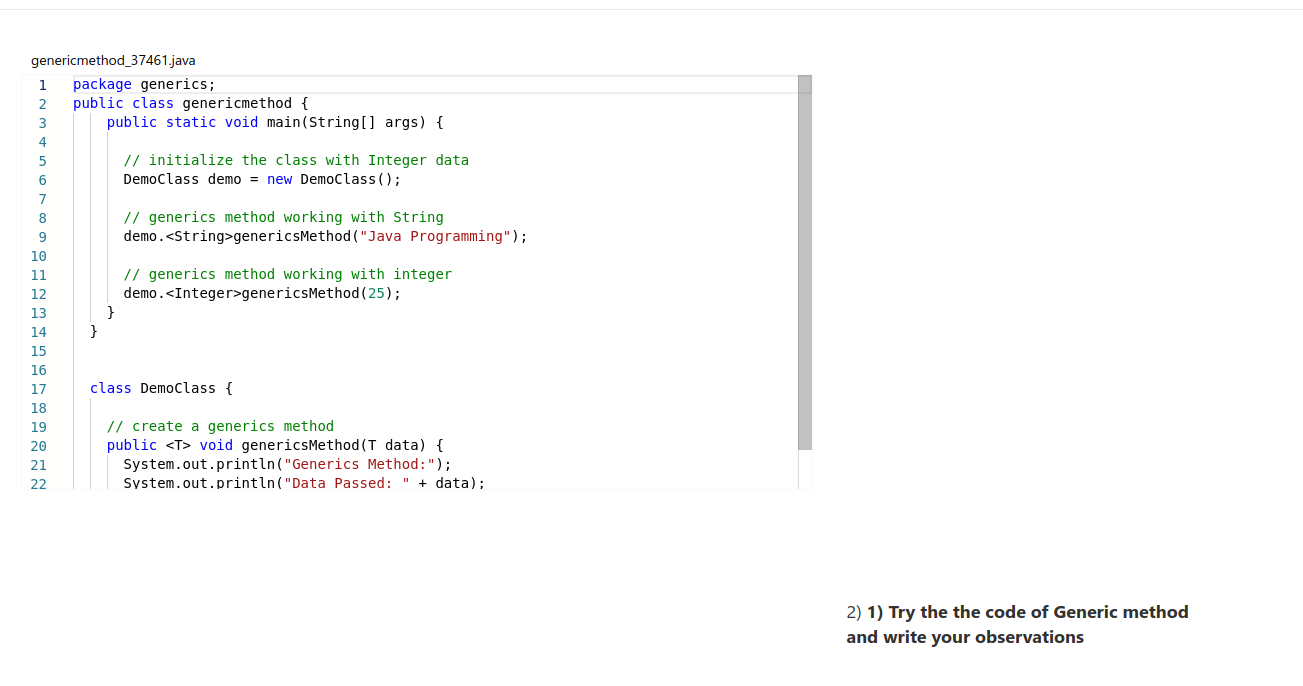 genericmethod_37461.java
1 package generics;
2 public class genericmethod {
3 public static void main(String[] args) {
4
5 // initialize the class with Integer data
6 DemoClass demo = new DemoClass();
7
8 // generics method working with String
9 demo.<String>genericsMethod("Java Programming");
10
11 // generics method working with integer
12 demo.<Integer>genericsMethod(25);
13 }
14 }
15
16
17 class DemoClass {
18
19 // create a generics method
20 public <T> void genericsMethod(T data) {
21 System.out.println("Generics Method:");
22 System.out.println("Data Passed: " + data);
2) 1) Try the the code of Generic method
and write your observations